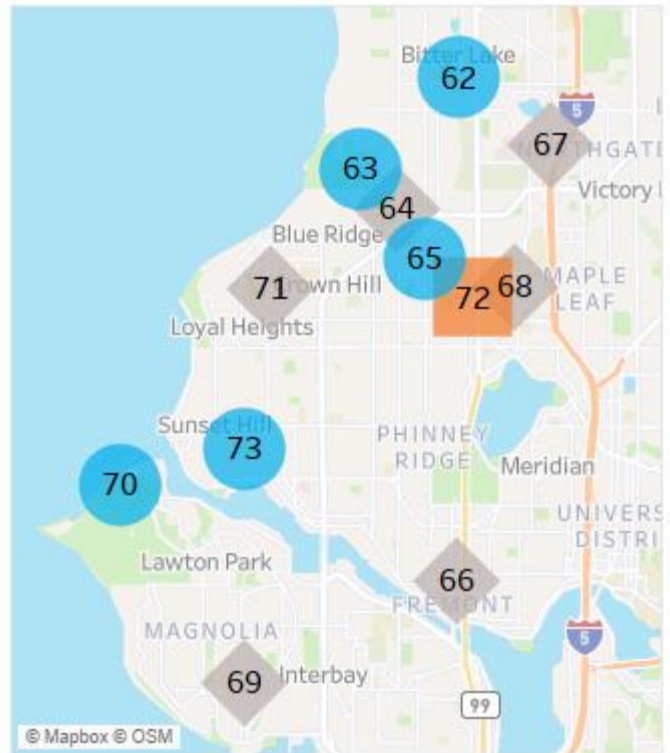 Bitter Lake
62
5
67
63
Victory
64
Blue Ridge
65
71
Crown Hill
72
68
MAPLE
LEAF
Loyal Heights
Sunset Hill
73
PHINNEY
RIDGE
Meridian
70
UNIVERS
DISTRI
Lawton Park
66
FREMONT
MAGNOLIA
5
69
Interbay
99
© Mapbox © OSM